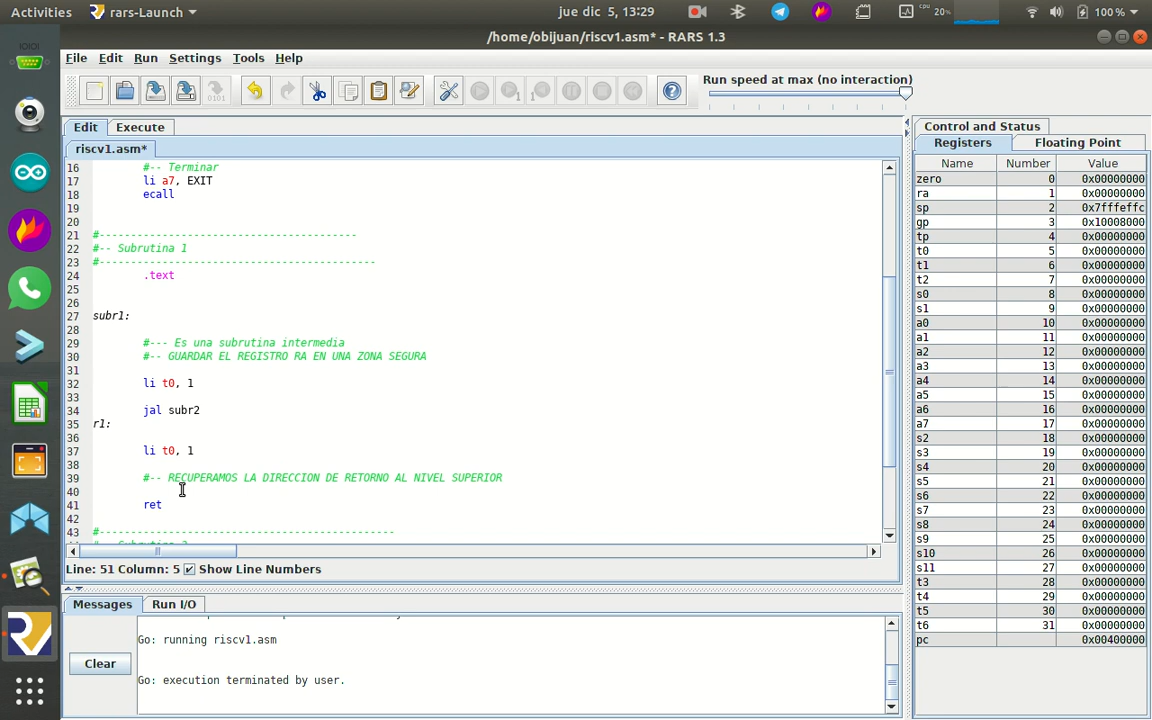 Activities rars-Launch jue dic 5, 13:29 cpu 20% 100 %
/home/obijuan/riscv1.asm* - RARS 1.3
File Edit Run Settings Tools Help
Run speed at max (no interaction)
Edit Execute
riscv1.asm*
16 #-- Terminar
17 li a7, EXIT
18 ecall
19
20
21 #-----------------------------------------
22 #-- Subrutina 1
23 #--------------------------------------------
24 .text
25
26
27 subr1:
28
29 #--- Es una subrutina intermedia
30 #-- GUARDAR EL REGISTRO RA EN UNA ZONA SEGURA
31
32 li t0, 1
33
34 jal subr2
35 r1:
36
37 li t0, 1
38
39 #-- RECUPERAMOS LA DIRECCION DE RETORNO AL NIVEL SUPERIOR
40
41 ret
42
43 #-----------------------------------------------
Line: 51 Column: 5 Show Line Numbers
Messages Run I/O
Clear
Go: running riscv1.asm
Go: execution terminated by user.
Control and Status
Registers Floating Point
Name Number Value
zero 0 0x00000000
ra 1 0x00000000
sp 2 0x7fffeffc
gp 3 0x10008000
tp 4 0x00000000
t0 5 0x00000000
t1 6 0x00000000
t2 7 0x00000000
s0 8 0x00000000
s1 9 0x00000000
a0 10 0x00000000
a1 11 0x00000000
a2 12 0x00000000
a3 13 0x00000000
a4 14 0x00000000
a5 15 0x00000000
a6 16 0x00000000
a7 17 0x00000000
s2 18 0x00000000
s3 19 0x00000000
s4 20 0x00000000
s5 21 0x00000000
s6 22 0x00000000
s7 23 0x00000000
s8 24 0x00000000
s9 25 0x00000000
s10 26 0x00000000
s11 27 0x00000000
t3 28 0x00000000
t4 29 0x00000000
t5 30 0x00000000
t6 31 0x00000000
pc 0x00400000